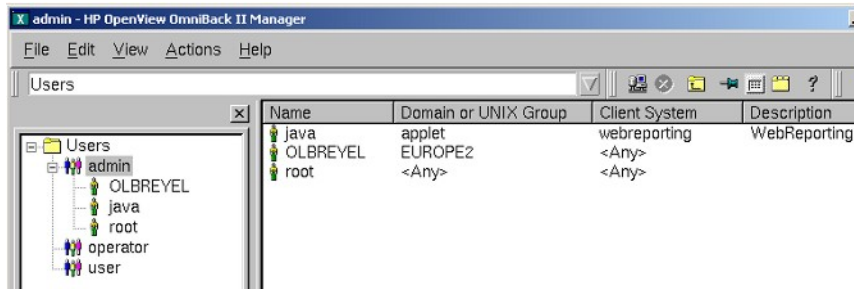 admin - HP OpenView OmniBack II Manager
File Edit View Actions Help
Users
Users
admin
OLBREYEL
java
root
operator
user
Name Domain or UNIX Group Client System Description
java applet webreporting WebReporting
OLBREYEL EUROPE2 <Any>
root <Any> <Any>